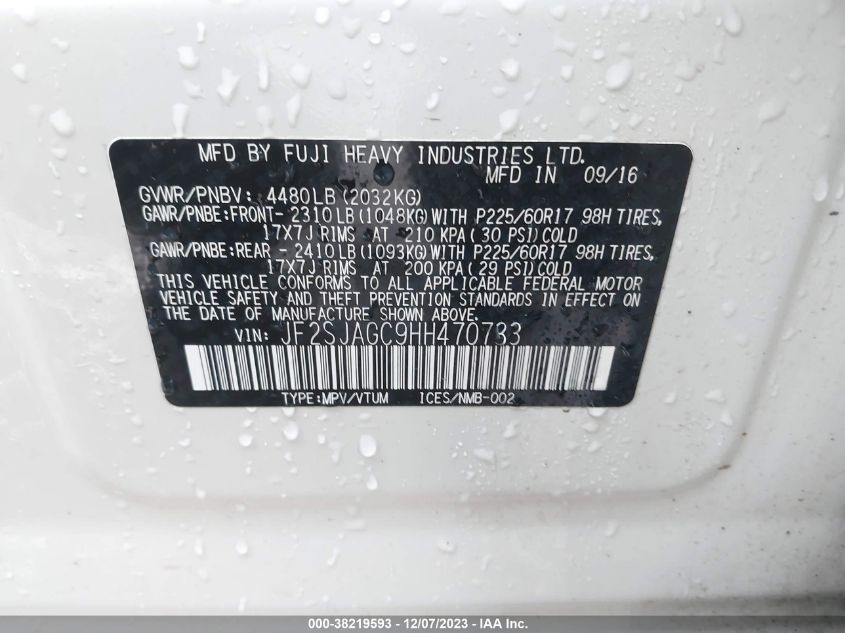 MFD BY FUJI HEAVY INDUSTRIES LTD.
MFD IN 09/16
GVWR/PNBV: 4480LB(2032KG)
GAWR/PNBE:FRONT- 2310LB(1048KG)WITH P225/60R17 98H TIRES,
17X7J RIMS AT 210 KPA(30 PSI)COLD
GAWR/PNBE:REAR - 2410LB(1093KG)WITH P225/60R17 98H TIRES,
17X7J RIMS AT 200 KPA(29 PSI)COLD
THIS VEHICLE CONFORMS TO ALL APPLICABLE FEDERAL MOTOR
VEHICLE SAFETY AND THEFT PREVENTION STANDARDS IN EFFECT ON
THE DATE OF MANUFACTURE SHOWN ABOVE.
VIN: JF2SJAGC9HH470733
TYPE:MPV/VTUM ICES/NMB-002
000-38219593 - 12/07/2023 - IAA Inc.